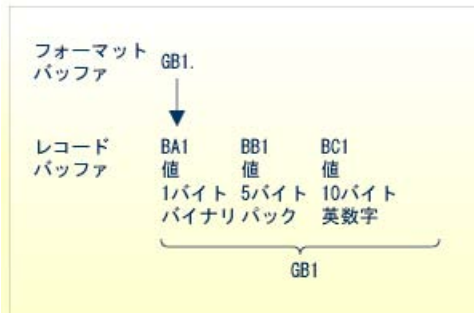 フォーマット
バッファ
GB1.
レコード
バッファ
BA1 BB1 BC1
値 値 値
1バイト 5バイト 10バイト
バイナリ パック 英数字
GB1